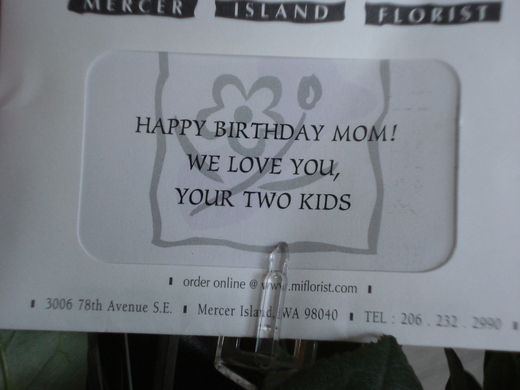 MERCER ISLAND FLORIST
HAPPY BIRTHDAY MOM!
WE LOVE YOU,
YOUR TWO KIDS
order online @ www.miflorist.com
3006 78th Avenue S.E. Mercer Island, WA 98040 TEL : 206 . 232 . 2990